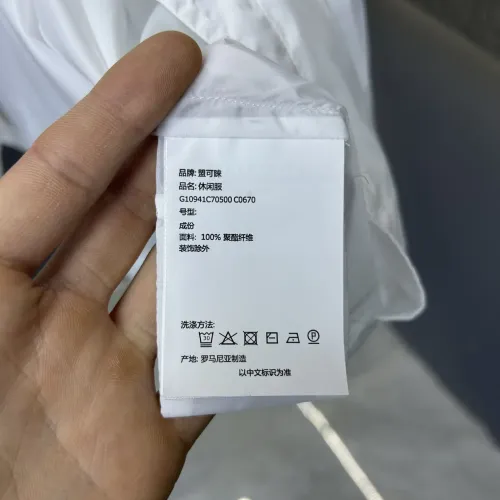 品牌: 盟可睐
品名: 休闲服
G10941C70500 C0670
号型:
成份
面料: 100% 聚酯纤维
装饰除外
洗涤方法:
30
P
产地: 罗马尼亚制造
以中文标识为准